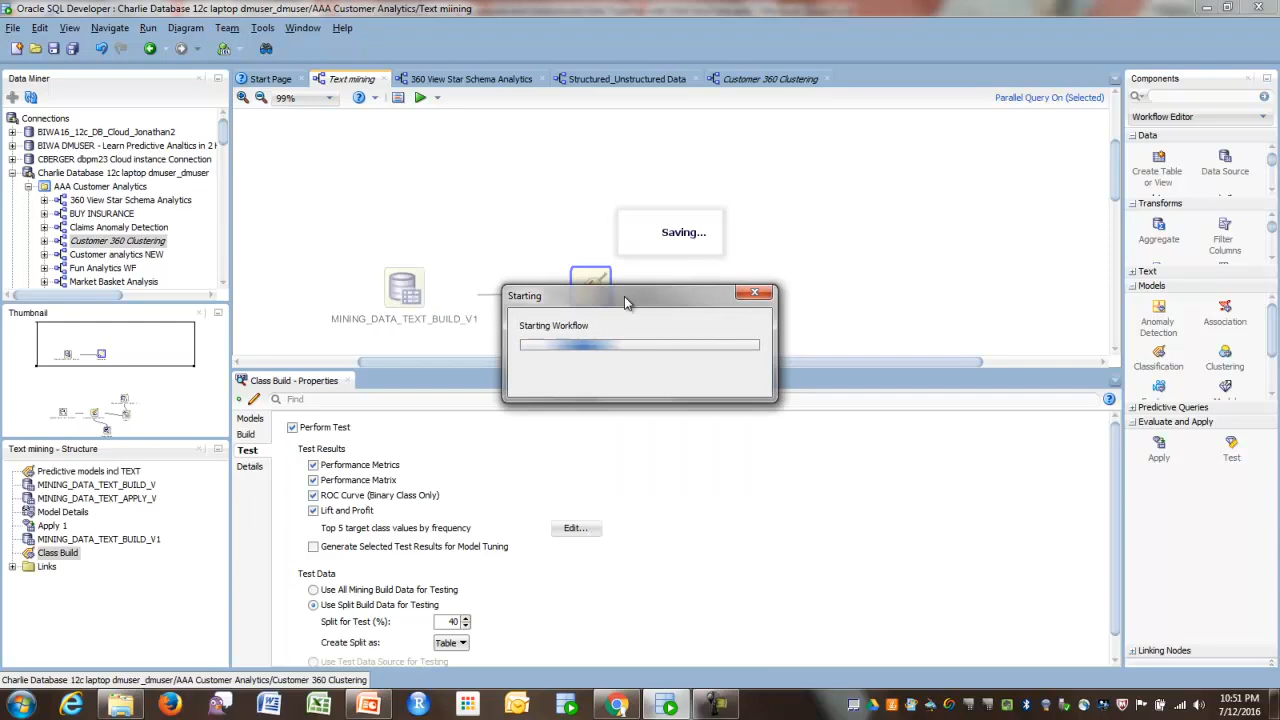 Oracle SQL Developer : Charlie Database 12c laptop dmuser_dmuser/AAA Customer Analytics/Text miining
File Edit View Navigate Run Diagram Team Tools Window Help
Data Miner
Connections
BIWA16_12c_DB_Cloud_Jonathan2
BIWA DMUSER - Learn Predictive Analtics in 2 H
CBERGER dbpm23 Cloud instance Connection
Charlie Database 12c laptop dmuser_dmuser
AAA Customer Analytics
360 View Star Schema Analytics
BUY INSURANCE
Claims Anomaly Detection
Customer 360 Clustering
Customer analytics NEW
Fun Analytics WF
Market Basket Analysis
Thumbnail
Text mining - Structure
Predictive models incl TEXT
MINING_DATA_TEXT_BUILD_V
MINING_DATA_TEXT_APPLY_V
Model Details
Apply 1
MINING_DATA_TEXT_BUILD_V1
Class Build
Links
Start Page Text miining 360 View Star Schema Analytics Structured_Unstructured Data Customer 360 Clustering
99%
Parallel Query On (Selected)
Saving...
MINING_DATA_TEXT_BUILD_V1
Starting
Starting Workflow
Class Build - Properties
Find
Models
Build
Test
Details
Perform Test
Test Results
Performance Metrics
Performance Matrix
ROC Curve (Binary Class Only)
Lift and Profit
Top 5 target class values by frequency
Edit...
Generate Selected Test Results for Model Tuning
Test Data
Use All Mining Build Data for Testing
Use Split Build Data for Testing
Split for Test (%): 40
Create Split as: Table
Use Test Data Source for Testing
Components
Workflow Editor
Data
Create Table or View
Data Source
Transforms
Aggregate
Filter Columns
Text
Models
Anomaly Detection
Association
Classification
Clustering
Predictive Queries
Evaluate and Apply
Apply
Test
Linking Nodes
Charlie Database 12c laptop dmuser_dmuser/AAA Customer Analytics/Customer 360 Clustering
10:51 PM
7/12/2016